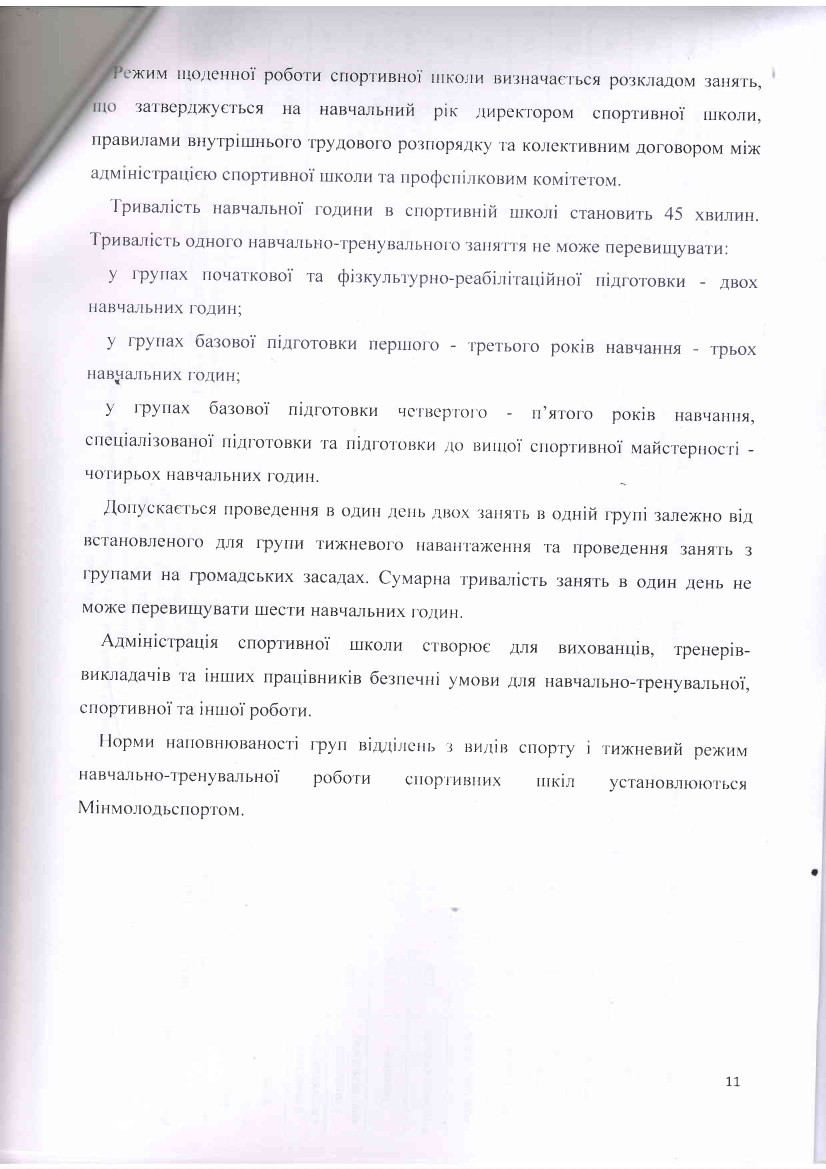 Режим щоденної роботи спортивної школи визначається розкладом занять,
що затверджується на навчальний рік директором спортивної школи,
правилами внутрішнього трудового розпорядку та колективним договором між
адміністрацією спортивної школи та профспілковим комітетом.
Тривалість навчальної години в спортивній школі становить 45 хвилин.
Тривалість одного навчально-тренувального заняття не може перевищувати:
у групах початкової та фізкультурно-реабілітаційної підготовки - двох
навчальних годин;
у групах базової підготовки першого - третього років навчання - трьох
навчальних годин;
у групах базової підготовки четвертого - п’ятого років навчання,
спеціалізованої підготовки та підготовки до вищої спортивної майстерності -
чотирьох навчальних годин.
Допускається проведення в один день двох занять в одній групі залежно від
встановленого для групи тижневого навантаження та проведення занять з
групами на громадських засадах. Сумарна тривалість занять в один день не
може перевищувати шести навчальних годин.
Адміністрація спортивної школи створює для вихованців, тренерів-
викладачів та інших працівників безпечні умови для навчально-тренувальної,
спортивної та іншої роботи.
Норми наповнюваності груп відділень з видів спорту і тижневий режим
навчально-тренувальної роботи спортивних шкіл установлюються
Мінмолодьспортом.
11